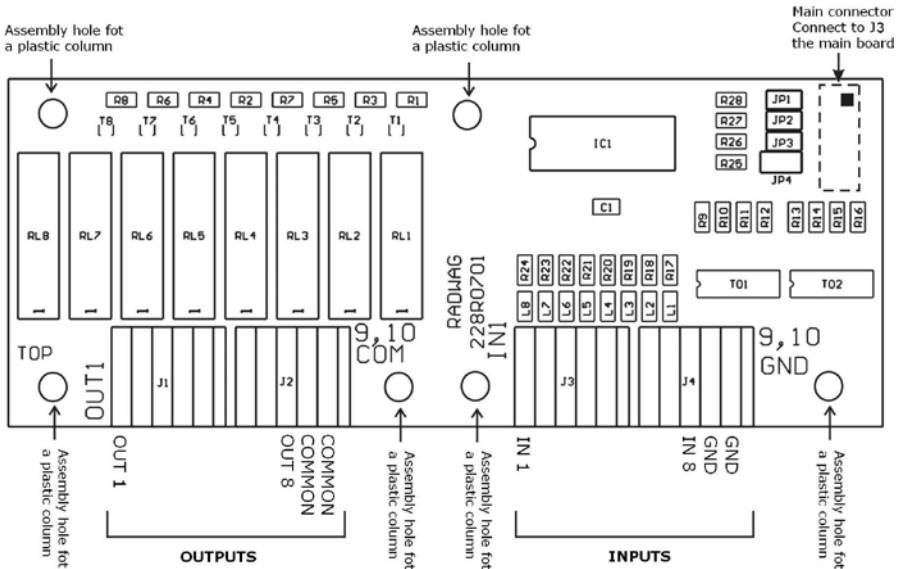 Assembly hole fot
a plastic column
Assembly hole fot
a plastic column
Main connector
Connect to J3
the main board
R8 R6 R4 R2 R7 R5 R3 R1
T8 T7 T6 T5 T4 T3 T2 T1
R28
R27
R26
R25
JP1
JP2
JP3
JP4
IC1
C1
R9 R10 R11 R12 R13 R14 R15 R16
RL8 RL7 RL6 RL5 RL4 RL3 RL2 RL1
R24 R23 R22 R21 R20 R19 R18 R17
L8 L7 L6 L5 L4 L3 L2 L1
TO1 TO2
RADWAG
228R0701
TOP
OUT1
J1
J2
9,10
COM
IN1
J3
J4
9,10
GND
Assembly hole fot
a plastic column
OUT 1
OUT 8
COMMON
COMMON
Assembly hole fot
a plastic column
Assembly hole fot
a plastic column
IN 1
IN 8
GND
GND
Assembly hole fot
a plastic column
OUTPUTS
INPUTS